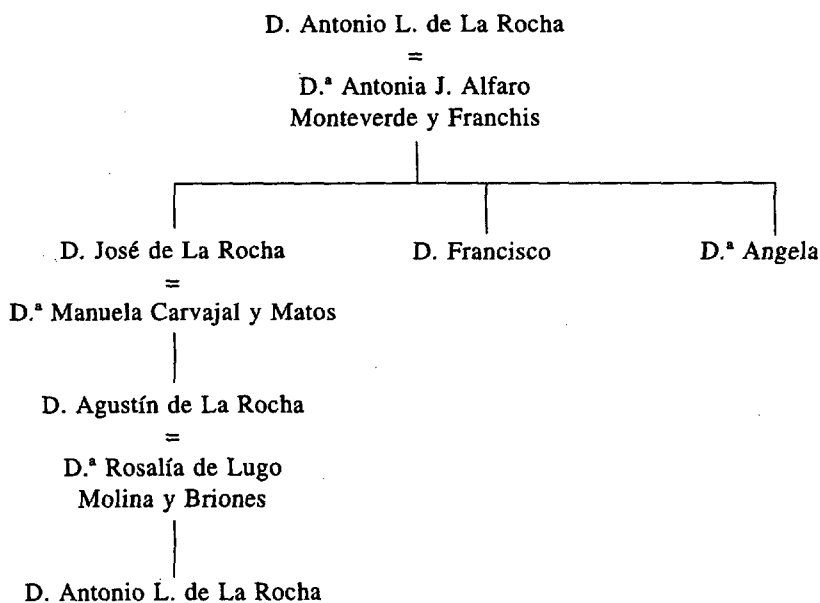 D. Antonio L. de La Rocha
=
D.ª Antonia J. Alfaro
Monteverde y Franchis
D. José de La Rocha
D. Francisco
D.ª Angela
=
D.ª Manuela Carvajal y Matos
D. Agustín de La Rocha
=
D.ª Rosalía de Lugo
Molina y Briones
D. Antonio L. de La Rocha